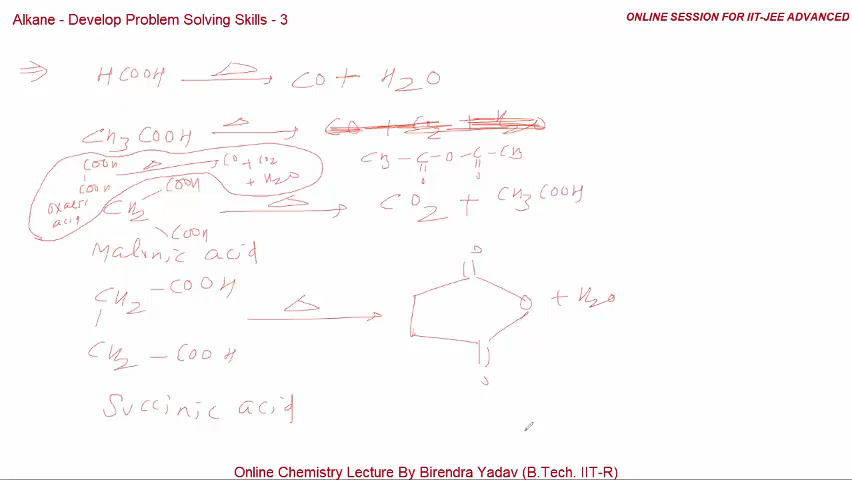 Alkane - Develop Problem Solving Skills - 3
ONLINE SESSION FOR IIT-JEE ADVANCED
⇒ HCOOH —Δ→ CO + H2O
CH3COOH —Δ→
CH3 - C - O - C - CH3
O O
COOH —Δ→ CO + CO2
COOH + H2O
oxalic
acid
COOH
CH2 —Δ→ CO2 + CH3COOH
COOH
Malonic acid
CH2 - COOH —Δ→ O O O + H2O
CH2 - COOH
Succinic acid
Online Chemistry Lecture By Birendra Yadav (B.Tech. IIT-R)